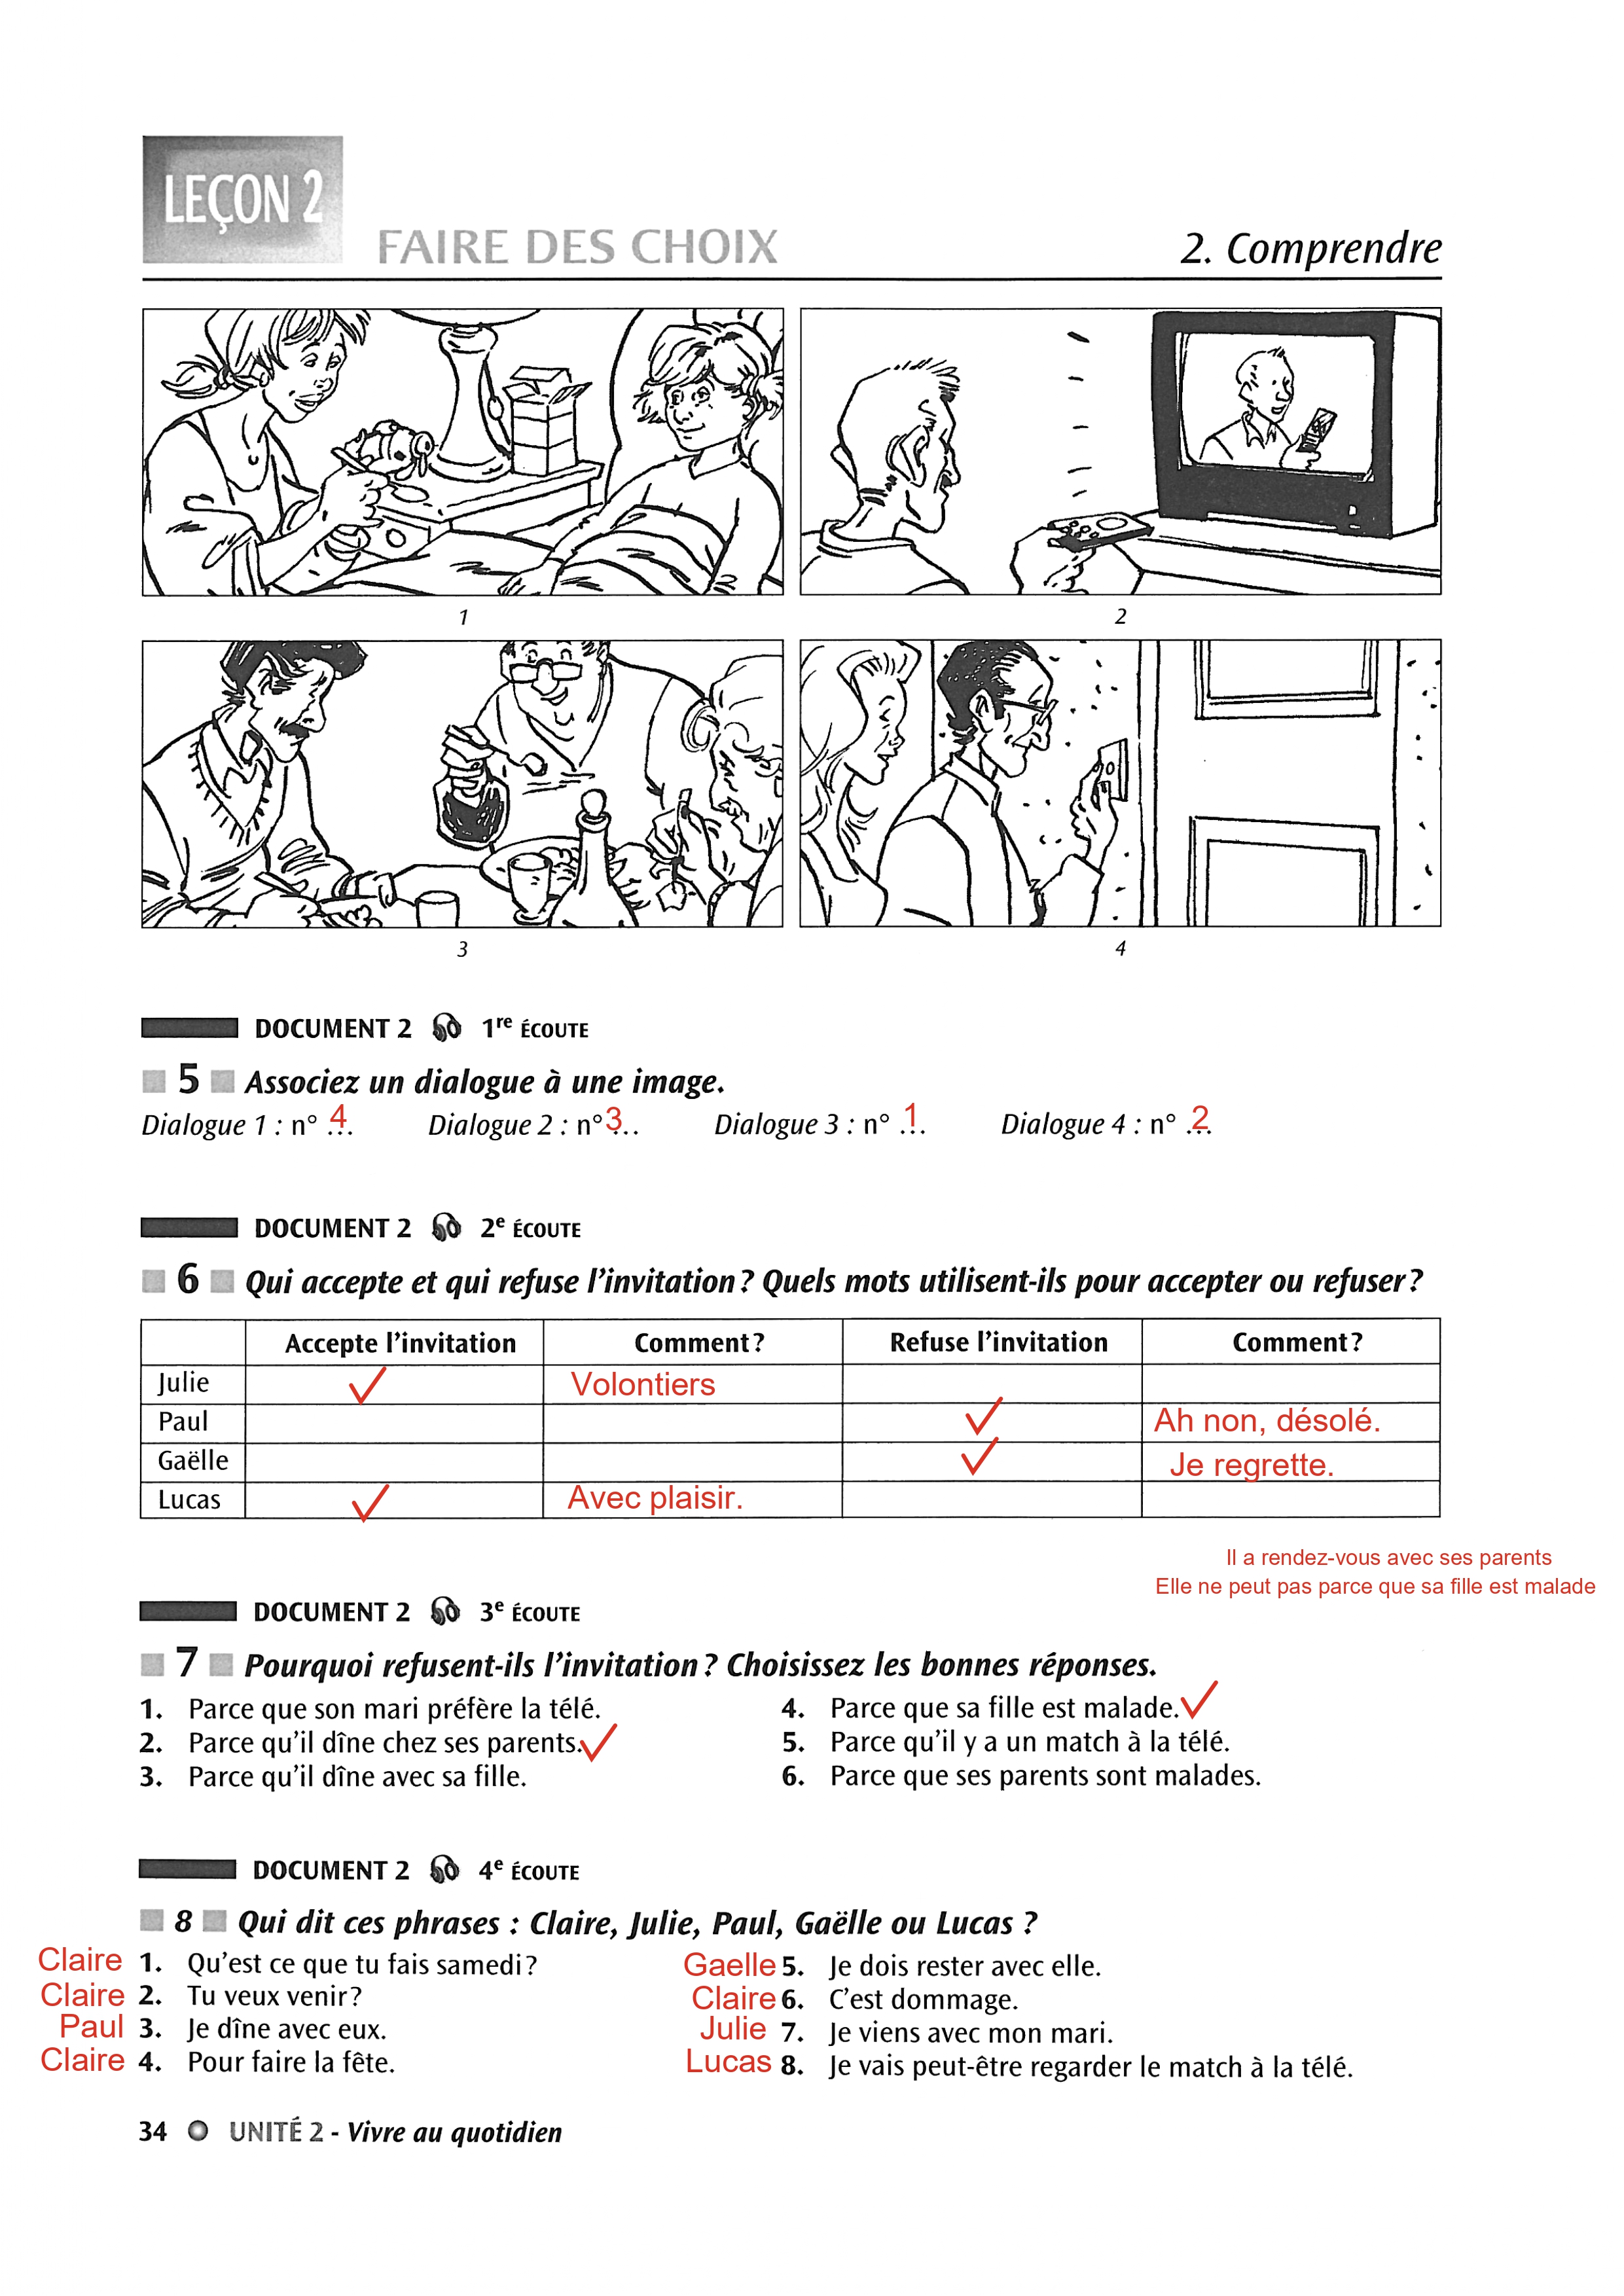 LEÇON 2
FAIRE DES CHOIX
2. Comprendre
1
2
3
4
DOCUMENT 2 1re ÉCOUTE
5 Associez un dialogue à une image.
Dialogue 1 : n° 4... Dialogue 2 : n° 3... Dialogue 3 : n° 1... Dialogue 4 : n° 2...
DOCUMENT 2 2e ÉCOUTE
6 Qui accepte et qui refuse l'invitation ? Quels mots utilisent-ils pour accepter ou refuser ?
Accepte l'invitation Comment ? Refuse l'invitation Comment ?
Julie ✓ Volontiers
Paul ✓ Ah non, désolé.
Gaëlle ✓ Je regrette.
Lucas ✓ Avec plaisir.
Il a rendez-vous avec ses parents
Elle ne peut pas parce que sa fille est malade
DOCUMENT 2 3e ÉCOUTE
7 Pourquoi refusent-ils l'invitation ? Choisissez les bonnes réponses.
1. Parce que son mari préfère la télé.
2. Parce qu'il dîne chez ses parents. ✓
3. Parce qu'il dîne avec sa fille.
4. Parce que sa fille est malade. ✓
5. Parce qu'il y a un match à la télé.
6. Parce que ses parents sont malades.
DOCUMENT 2 4e ÉCOUTE
8 Qui dit ces phrases : Claire, Julie, Paul, Gaëlle ou Lucas ?
Claire 1. Qu'est ce que tu fais samedi ?
Claire 2. Tu veux venir ?
Paul 3. Je dîne avec eux.
Claire 4. Pour faire la fête.
Gaelle 5. Je dois rester avec elle.
Claire 6. C'est dommage.
Julie 7. Je viens avec mon mari.
Lucas 8. Je vais peut-être regarder le match à la télé.
34 UNITÉ 2 - Vivre au quotidien